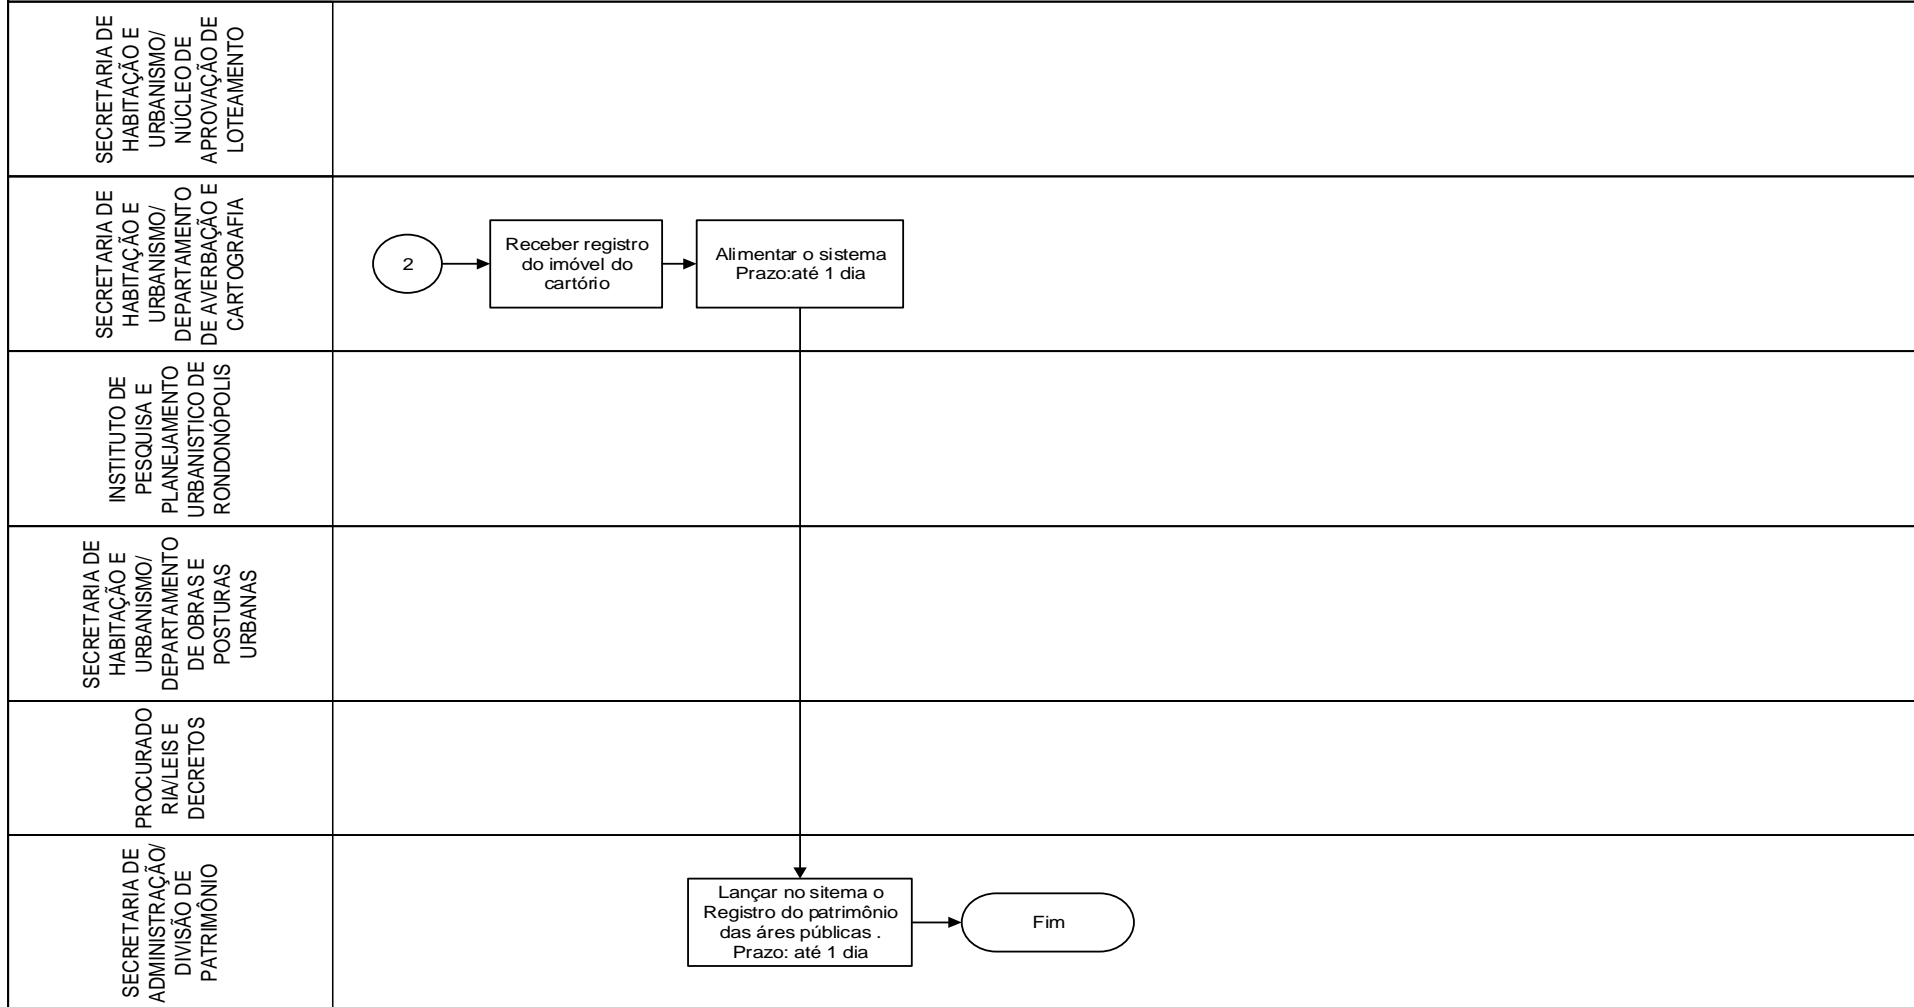 SECRETARIA DE
HABITAÇÃO E
URBANISMO/
NÚCLEO DE
APROVAÇÃO DE
LOTEAMENTO
SECRETARIA DE
HABITAÇÃO E
URBANISMO/
DEPARTAMENTO
DE AVERBAÇÃO E
CARTOGRAFIA
2
Receber registro
do imóvel do
cartório
Alimentar o sistema
Prazo:até 1 dia
INSTITUTO DE
PESQUISA E
PLANEJAMENTO
URBANISTICO DE
RONDONÓPOLIS
SECRETARIA DE
HABITAÇÃO E
URBANISMO/
DEPARTAMENTO
DE OBRAS E
POSTURAS
URBANAS
PROCURADO
RIA/LEIS E
DECRETOS
SECRETARIA DE
ADMINISTRAÇÃO/
DIVISÃO DE
PATRIMÔNIO
Lançar no sitema o
Registro do patrimônio
das áres públicas .
Prazo: até 1 dia
Fim